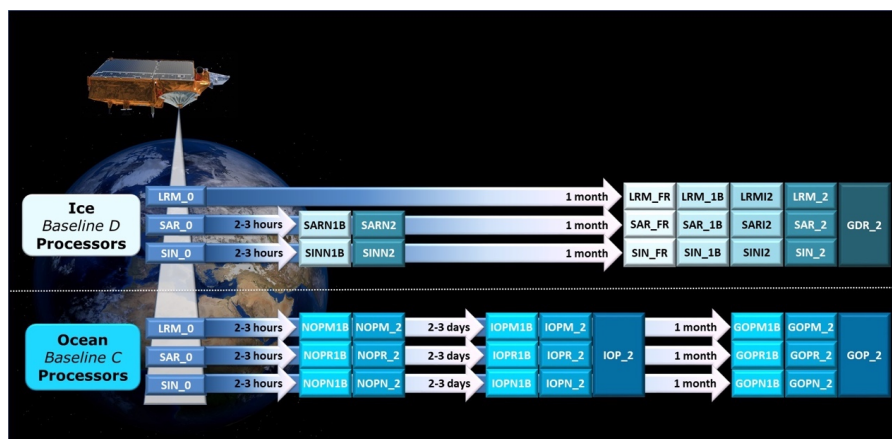 Ice
Baseline D
Processors
LRM_0 1 month LRM_FR LRM_1B LRMI2 LRM_2
SAR_0 2-3 hours SARN1B SARN2 1 month SAR_FR SAR_1B SARI2 SAR_2 GDR_2
SIN_0 2-3 hours SINN1B SINN2 1 month SIN_FR SIN_1B SINI2 SIN_2
Ocean
Baseline C
Processors
LRM_0 2-3 hours NOPM1B NOPM_2 2-3 days IOPM1B IOPM_2 1 month GOPM1B GOPM_2
SAR_0 2-3 hours NOPR1B NOPR_2 2-3 days IOPR1B IOPR_2 IOP_2 1 month GOPR1B GOPR_2 GOP_2
SIN_0 2-3 hours NOPN1B NOPN_2 2-3 days IOPN1B IOPN_2 1 month GOPN1B GOPN_2